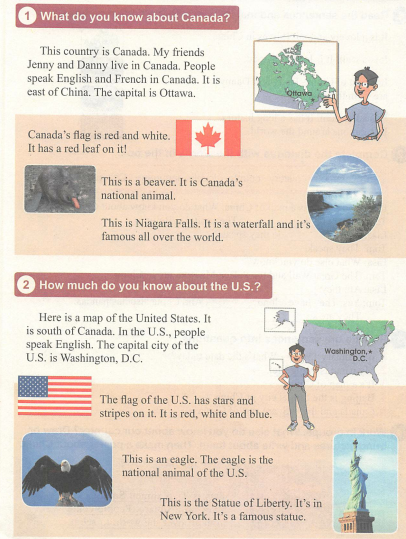 1 What do you know about Canada?
This country is Canada. My friends
Jenny and Danny live in Canada. People
speak English and French in Canada. It is
east of China. The capital is Ottawa.
Ottawa
Canada's flag is red and white.
It has a red leaf on it!
This is a beaver. It is Canada's
national animal.
This is Niagara Falls. It is a waterfall and it's
famous all over the world.
2 How much do you know about the U.S.?
Here is a map of the United States. It
is south of Canada. In the U.S., people
speak English. The capital city of the
U.S. is Washington, D.C.
Washington,
D.C.
The flag of the U.S. has stars and
stripes on it. It is red, white and blue.
This is an eagle. The eagle is the
national animal of the U.S.
This is the Statue of Liberty. It's in
New York. It's a famous statue.